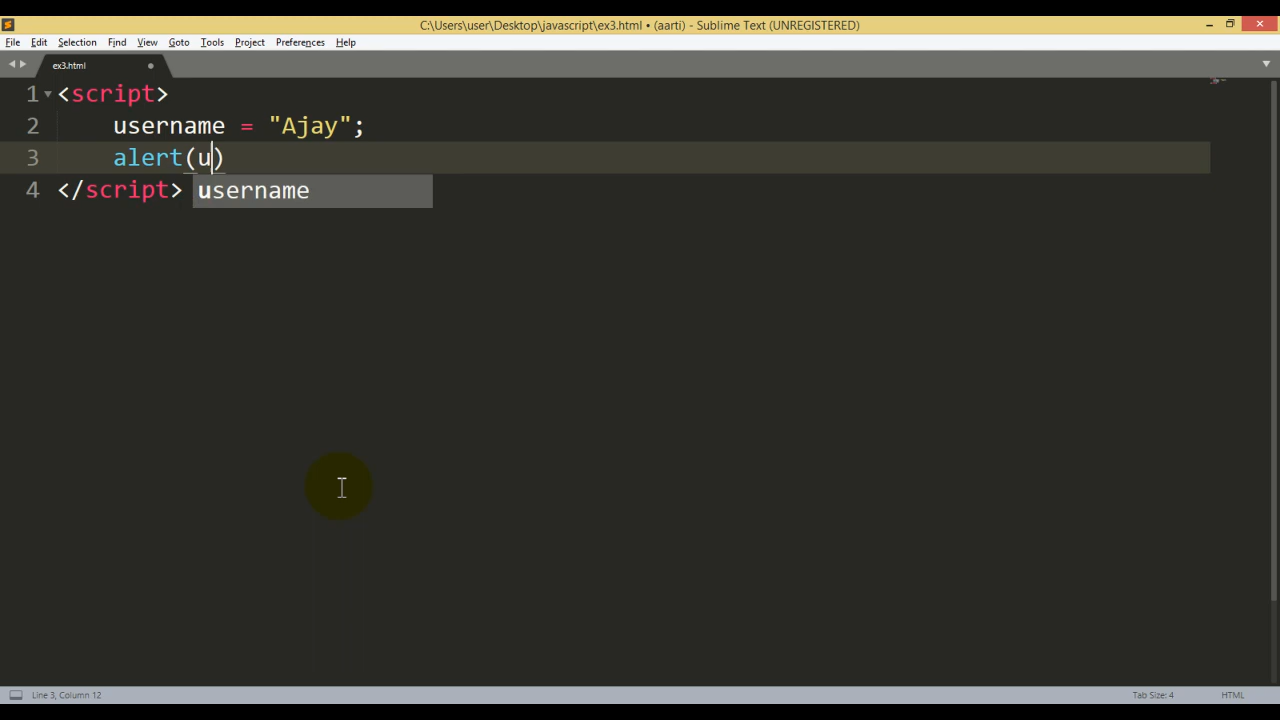 C:\Users\user\Desktop\javascript\ex3.html • (aarti) - Sublime Text (UNREGISTERED)
File Edit Selection Find View Goto Tools Project Preferences Help
ex3.html
1 <script>
2 username = "Ajay";
3 alert(u)
4 </script>
username
Line 3, Column 12
Tab Size: 4
HTML